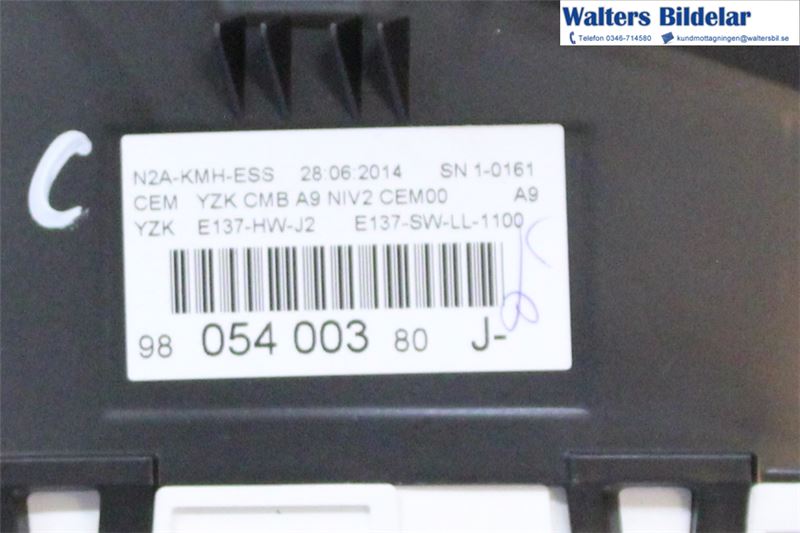 Walters Bildelar
Telefon 0346-714580 kundmottagningen@waltersbil.se
C
N2A-KMH-ESS 28:06:2014 SN 1-0161
CEM YZK CMB A9 NIV2 CEM00 A9
YZK E137-HW-J2 E137-SW-LL-1100
98 054 003 80 J-